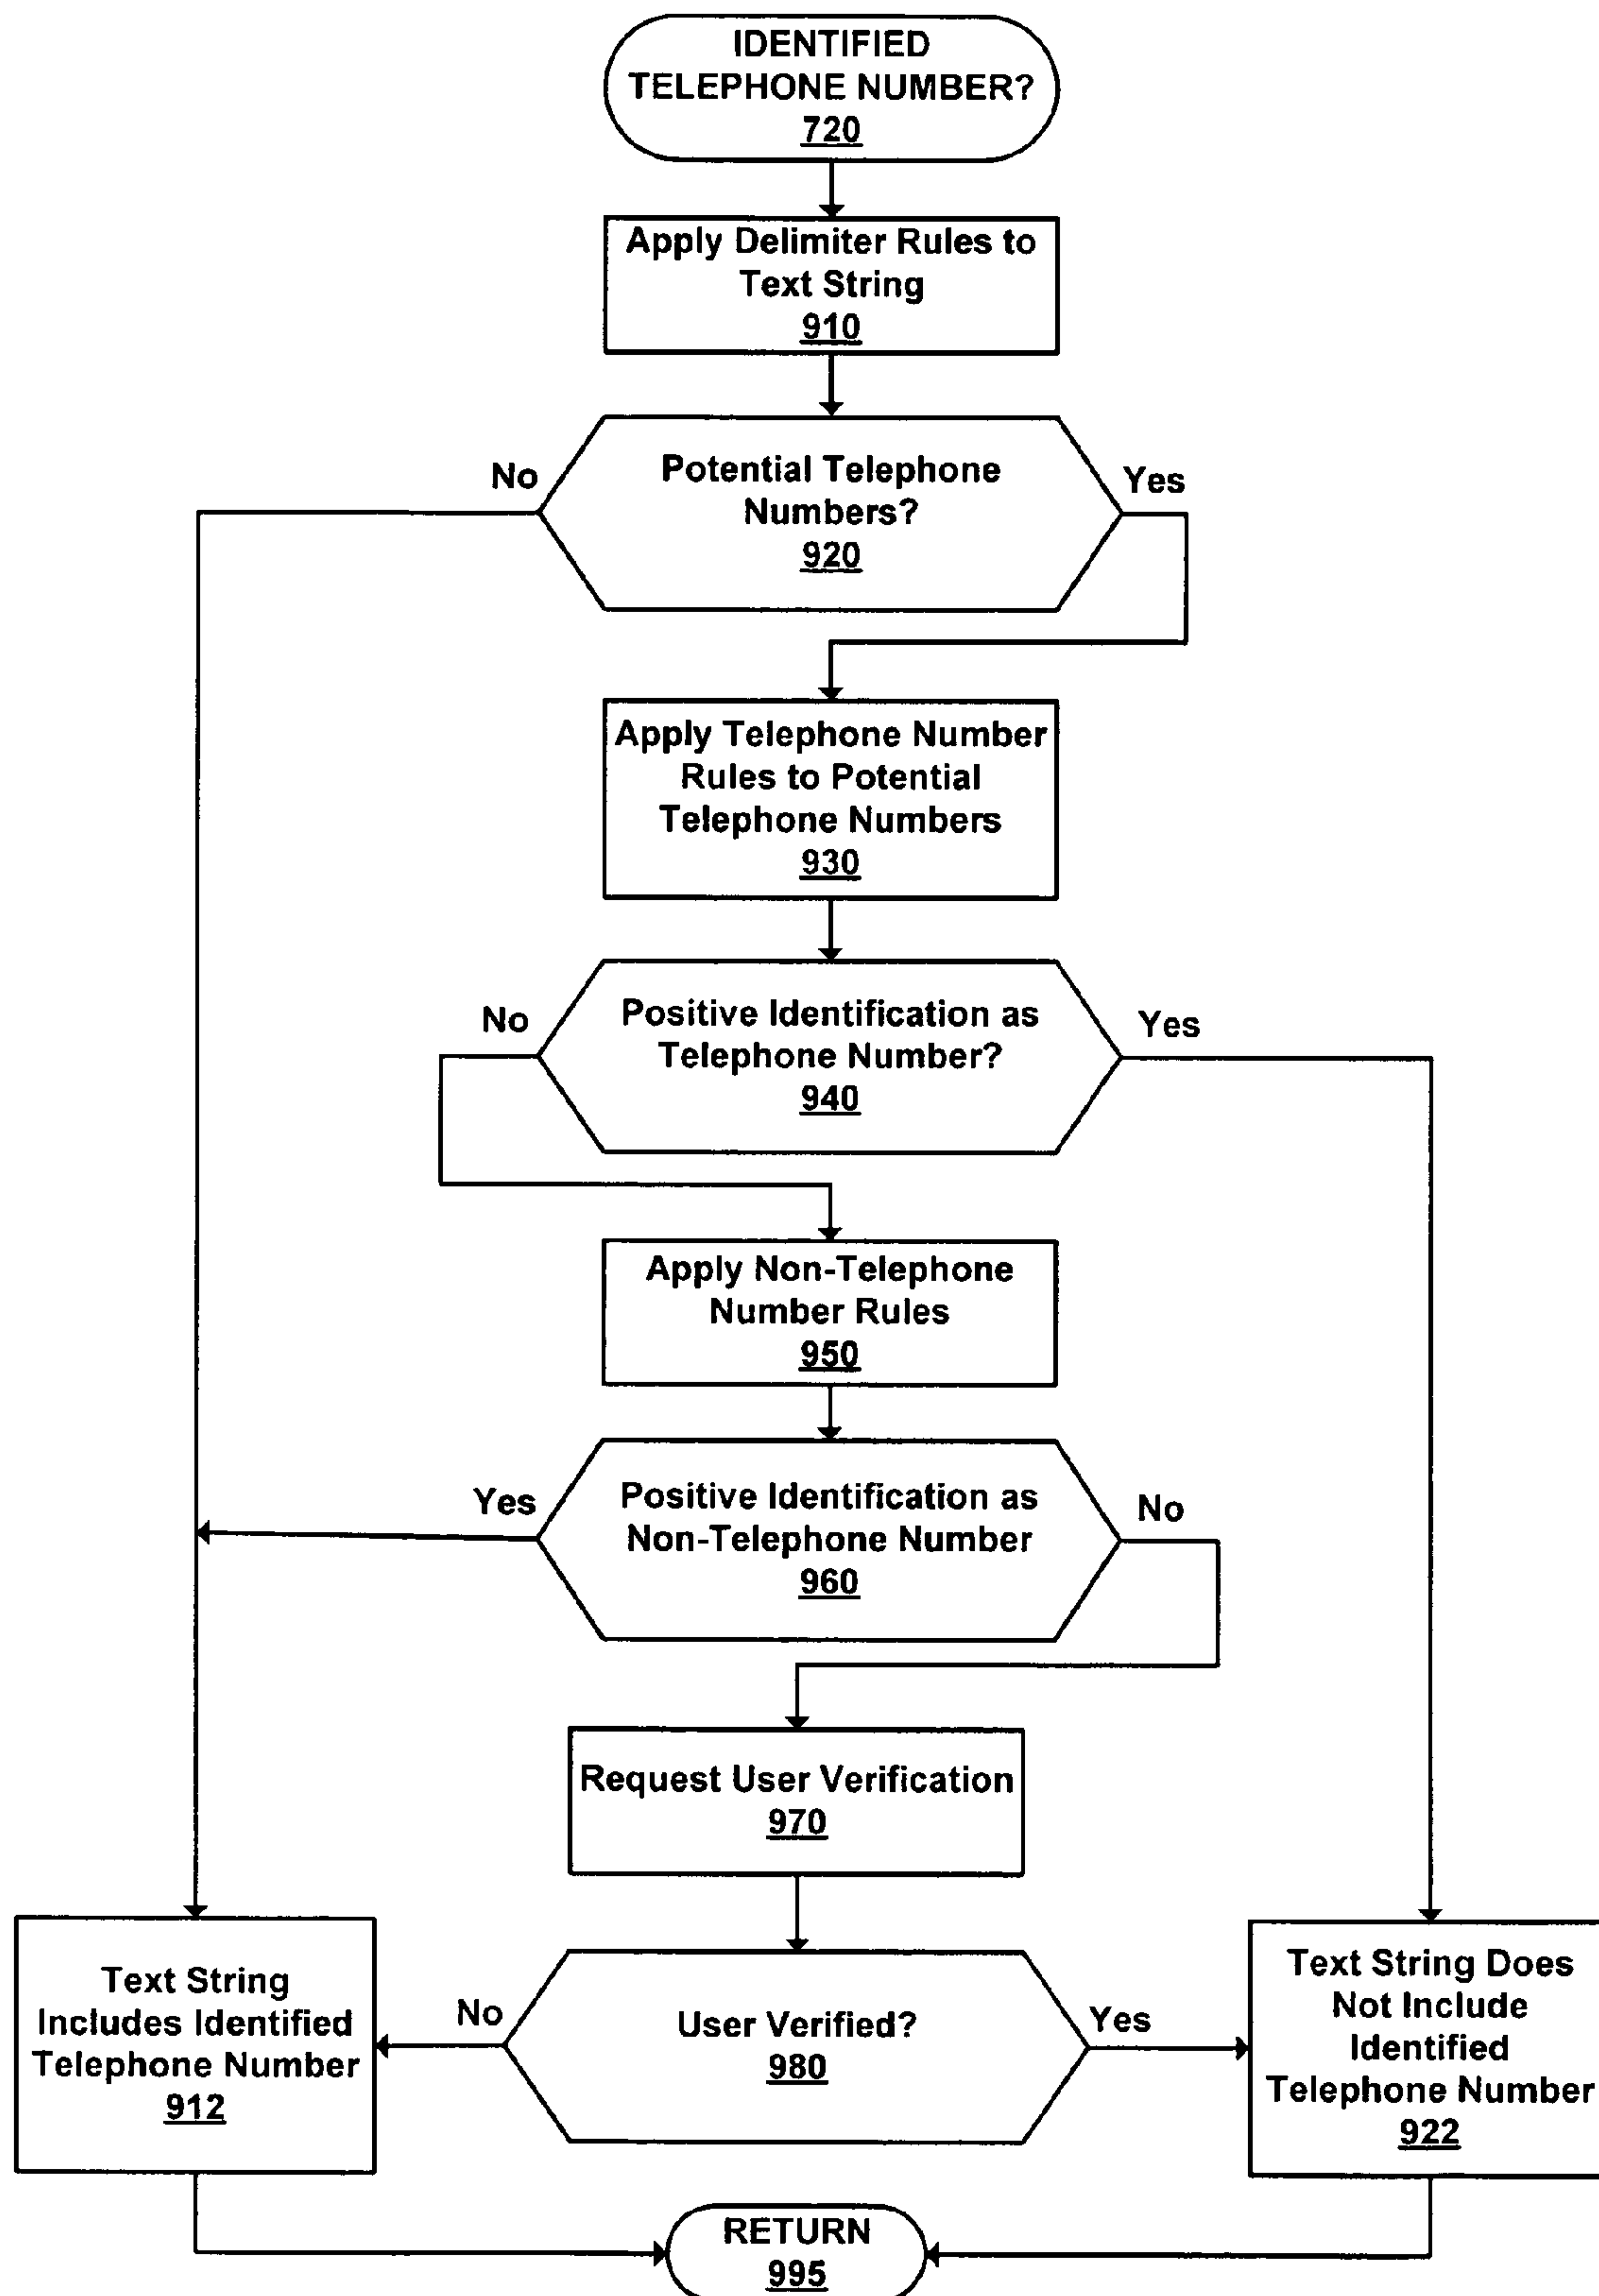 IDENTIFIED
TELEPHONE NUMBER?
720
Apply Delimiter Rules to
Text String
910
No
Potential Telephone
Numbers?
920
Yes
Apply Telephone Number
Rules to Potential
Telephone Numbers
930
No
Positive Identification as
Telephone Number?
940
Yes
Apply Non-Telephone
Number Rules
950
Yes
Positive Identification as
Non-Telephone Number
960
No
Request User Verification
970
Text String
Includes Identified
Telephone Number
912
No
User Verified?
980
Yes
Text String Does
Not Include
Identified
Telephone Number
922
RETURN
995